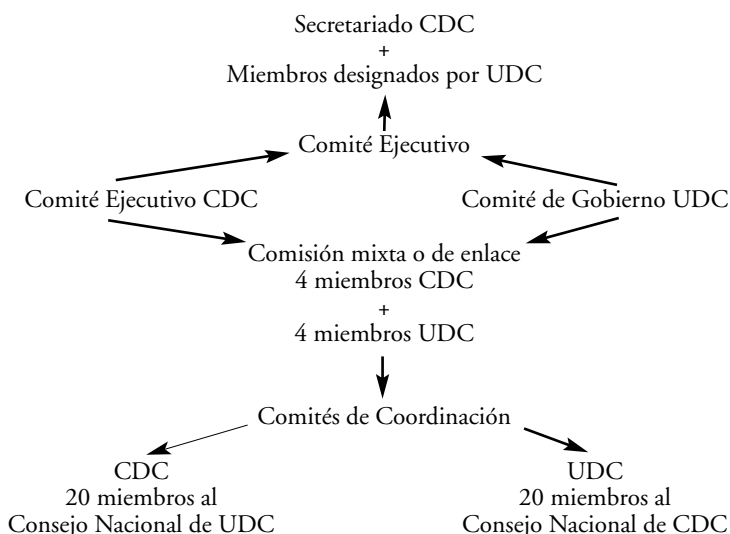 Secretariado CDC
+
Miembros designados por UDC
Comité Ejecutivo
Comité Ejecutivo CDC
Comité de Gobierno UDC
Comisión mixta o de enlace
4 miembros CDC
+
4 miembros UDC
Comités de Coordinación
CDC
20 miembros al
Consejo Nacional de UDC
UDC
20 miembros al
Consejo Nacional de CDC